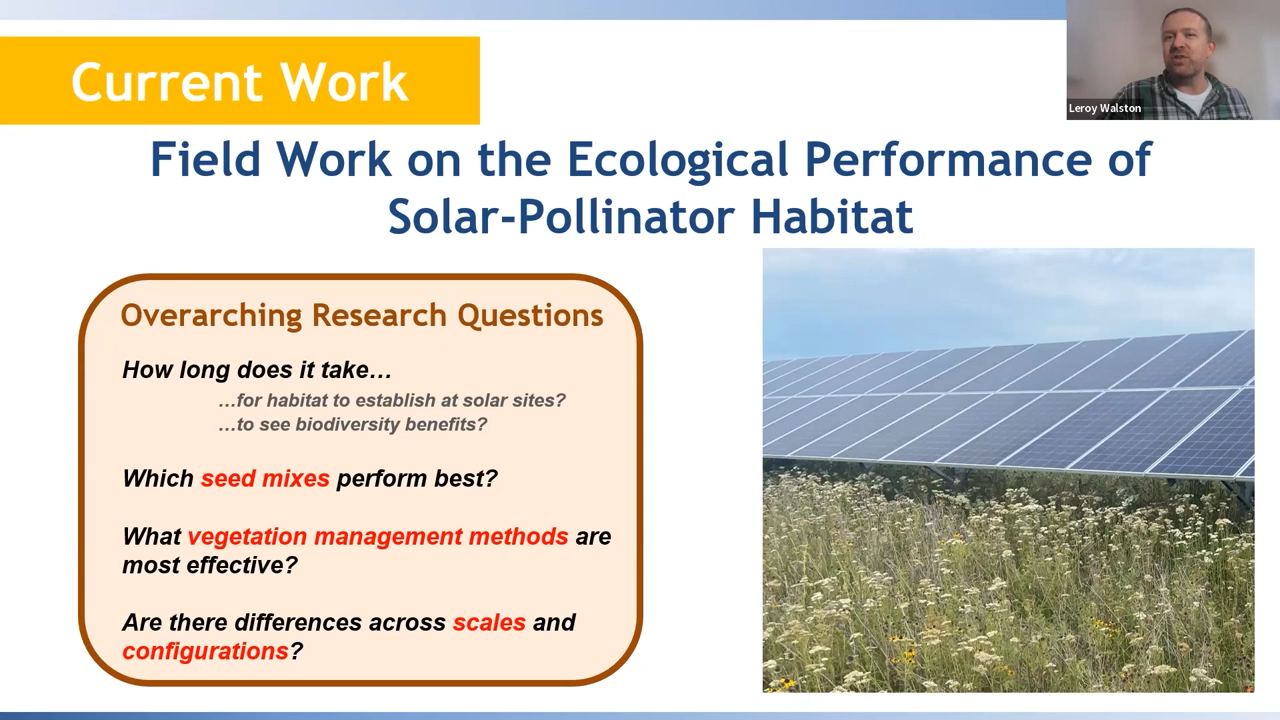 Current Work
Leroy Walston
Field Work on the Ecological Performance of
Solar-Pollinator Habitat
Overarching Research Questions
How long does it take…
…for habitat to establish at solar sites?
…to see biodiversity benefits?
Which seed mixes perform best?
What vegetation management methods are
most effective?
Are there differences across scales and
configurations?